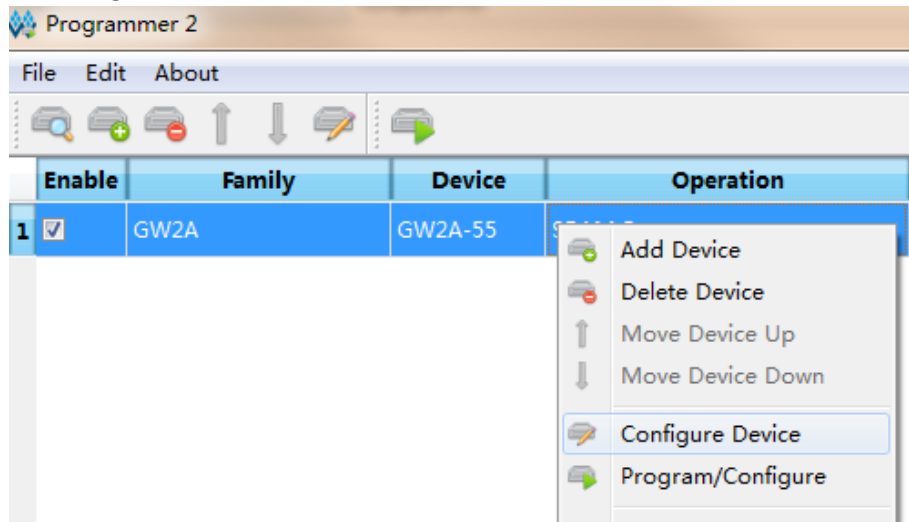 Programmer 2
File Edit About
Enable Family Device Operation
1 GW2A GW2A-55
Add Device
Delete Device
Move Device Up
Move Device Down
Configure Device
Program/Configure